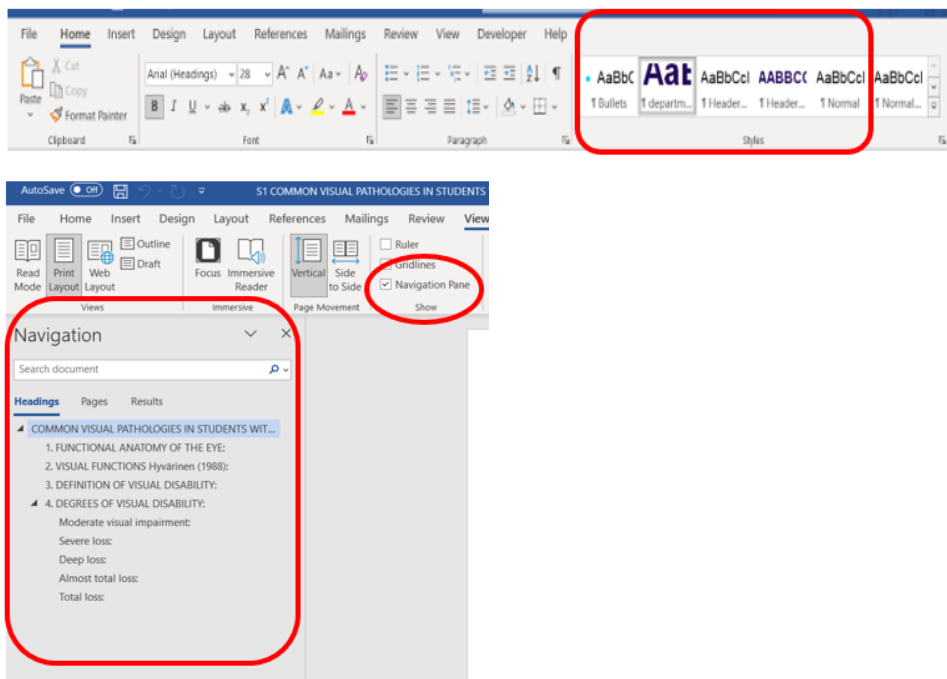 File Home Insert Design Layout References Mailings Review View Developer Help
Cut
Copy
Format Painter
Paste
Arial (Headings) 28 A A Aa A
B I U ab x x A A
AaBbC AaB AaBbCcI AABBCC AaBbCcI AaBbCcI
¶ Bullets ¶ departm... ¶ Header... ¶ Header... ¶ Normal ¶ Normal...
Clipboard Font Paragraph Styles
AutoSave Off S1 COMMON VISUAL PATHOLOGIES IN STUDENTS
File Home Insert Design Layout References Mailings Review View
Read Mode
Print Layout
Web Layout
Outline
Draft
Focus
Immersive Reader
Vertical
Side to Side
Ruler
Gridlines
Navigation Pane
Views Immersive Page Movement Show
Navigation
Search document
Headings Pages Results
COMMON VISUAL PATHOLOGIES IN STUDENTS WIT...
1. FUNCTIONAL ANATOMY OF THE EYE:
2. VISUAL FUNCTIONS Hyvärinen (1988):
3. DEFINITION OF VISUAL DISABILITY:
4. DEGREES OF VISUAL DISABILITY:
Moderate visual impairment:
Severe loss:
Deep loss:
Almost total loss:
Total loss: